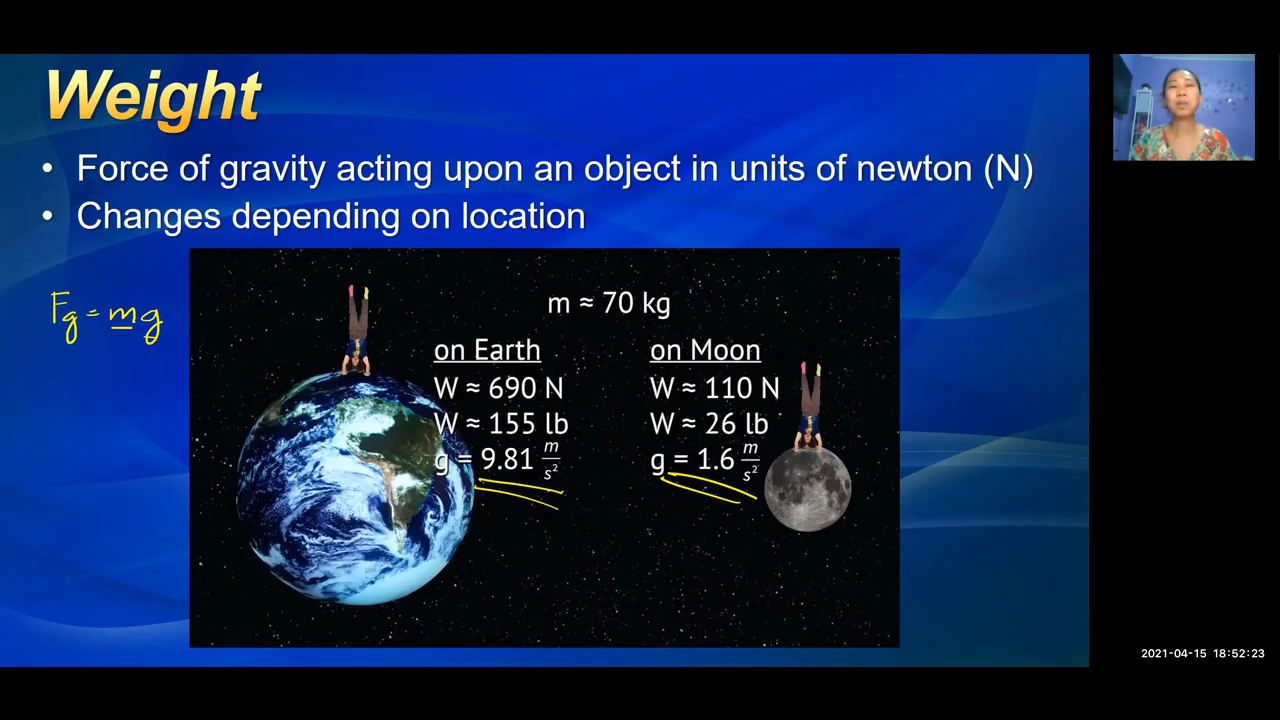 Weight
• Force of gravity acting upon an object in units of newton (N)
• Changes depending on location
Fg = mg
m ≈ 70 kg
on Earth
W ≈ 690 N
W ≈ 155 lb
g = 9.81 m/s²
on Moon
W ≈ 110 N
W ≈ 26 lb
g = 1.6 m/s²
2021-04-15 18:52:23